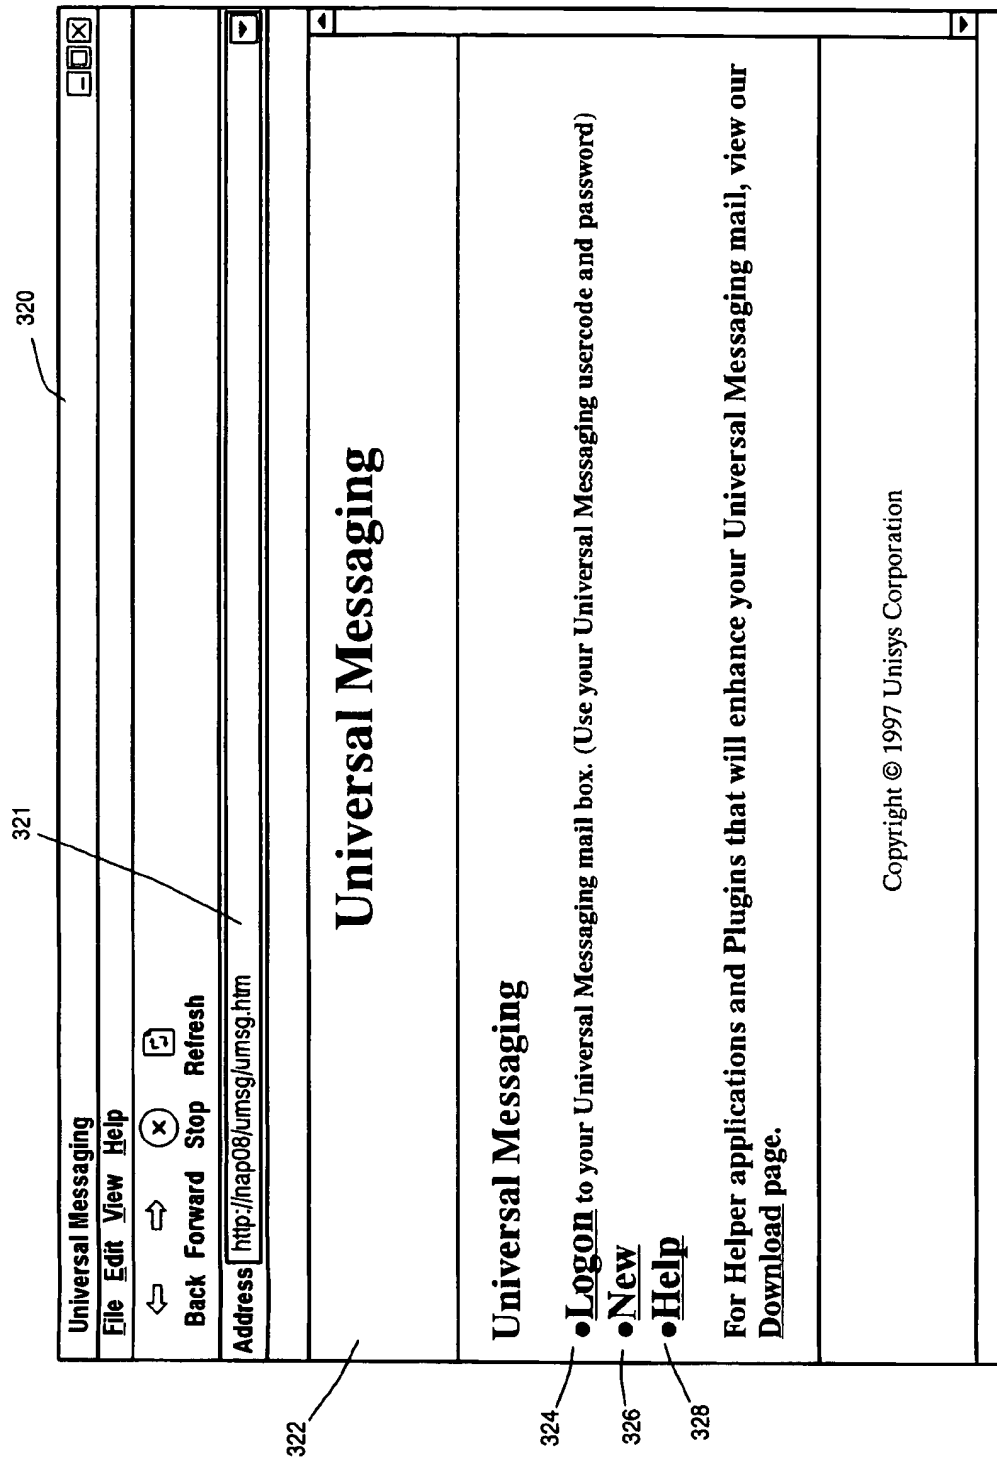 320
321
Universal Messaging
File Edit View Help
Back Forward Stop Refresh
Address http://nap08/umsg/umsg.htm
322
Universal Messaging
Universal Messaging
324
•Logon to your Universal Messaging mail box. (Use your Universal Messaging usercode and password)
326
•New
328
•Help
For Helper applications and Plugins that will enhance your Universal Messaging mail, view our
Download page.
Copyright © 1997 Unisys Corporation